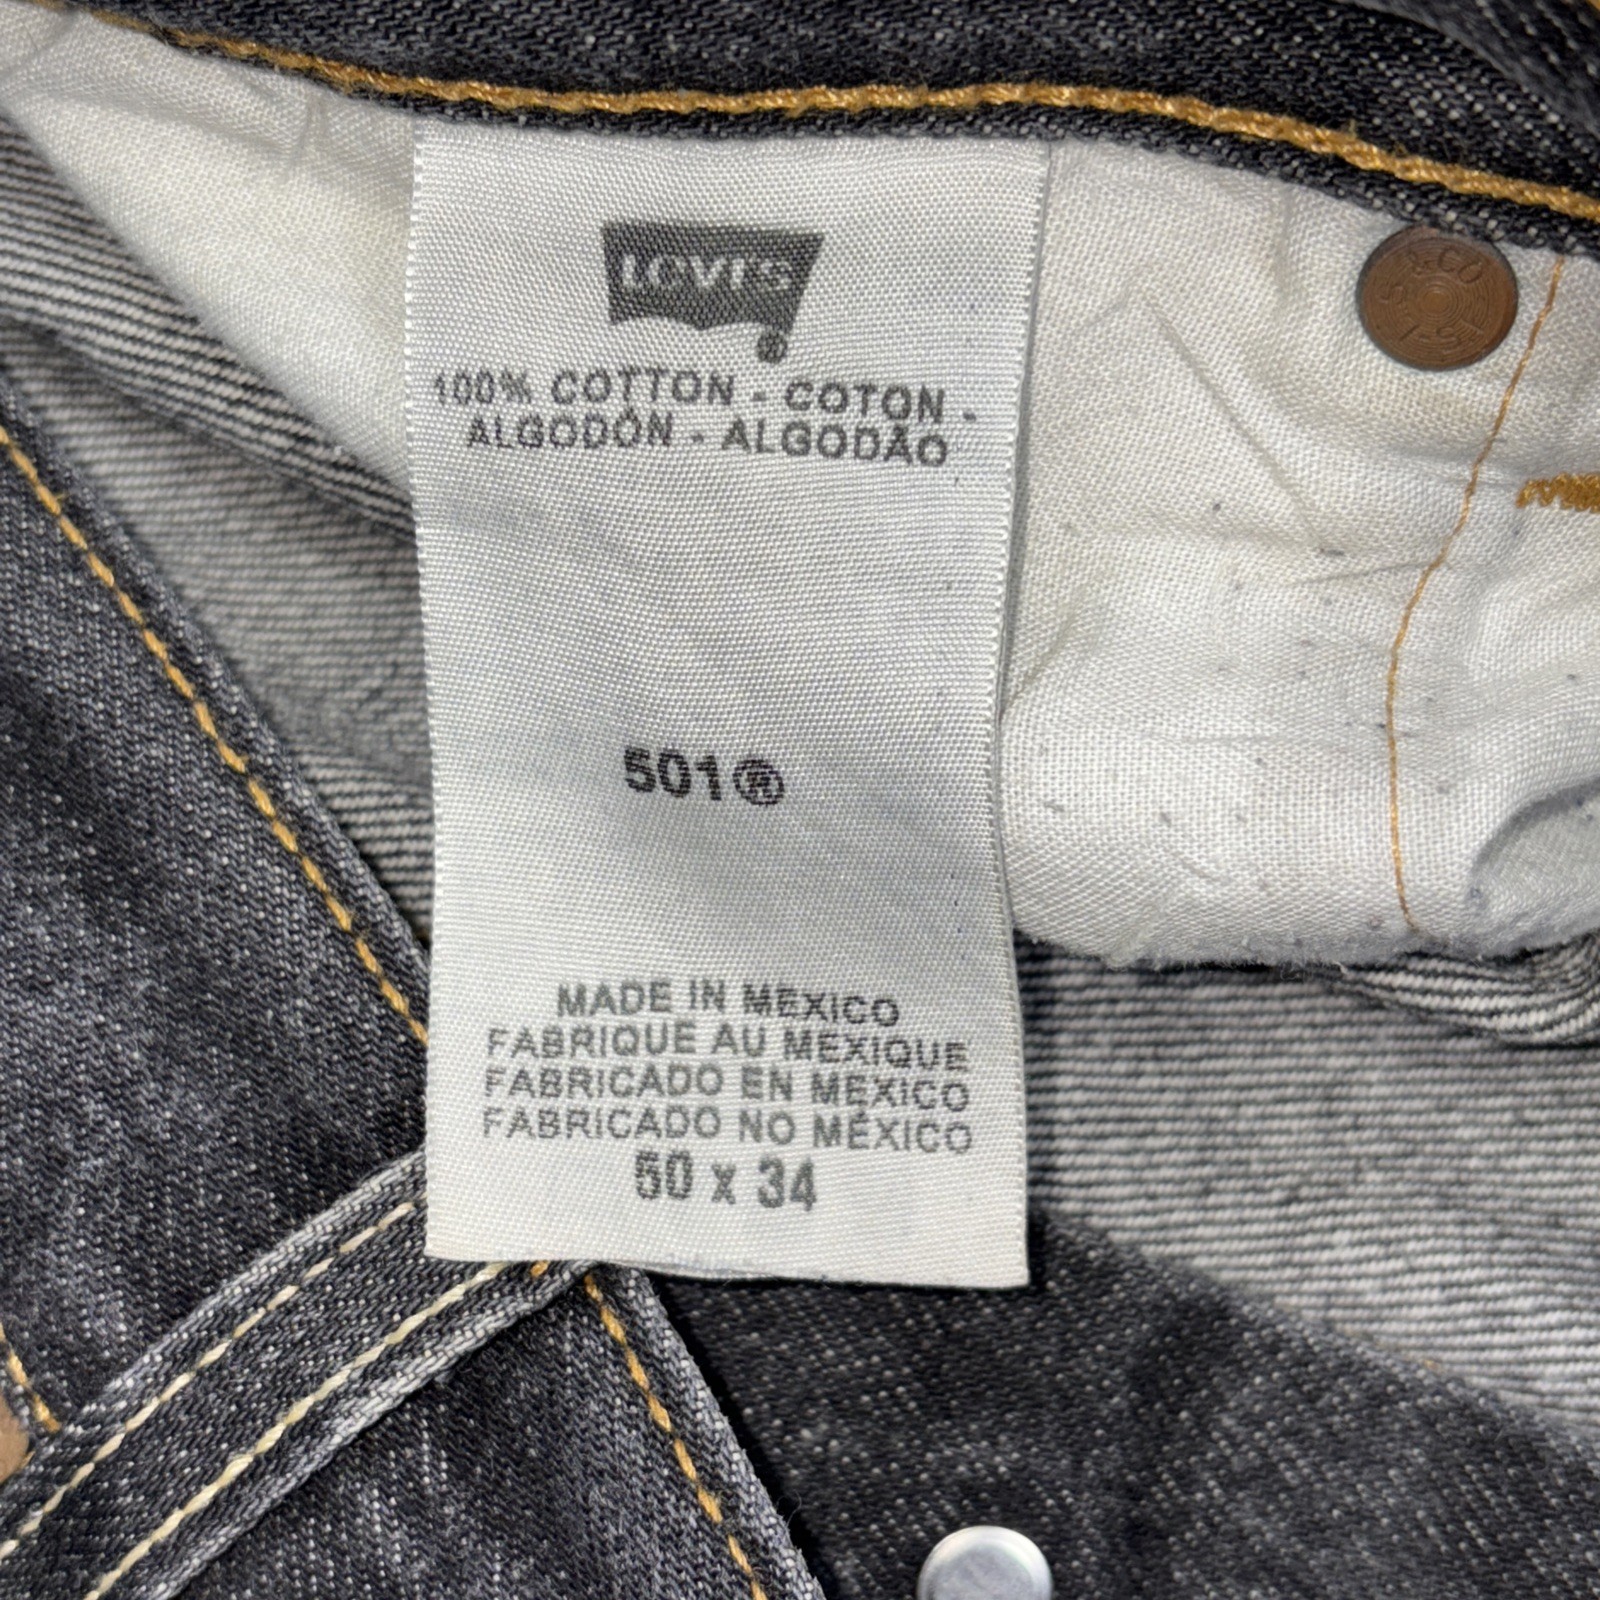 LEVI'S
®
100% COTTON - COTON -
ALGODÓN - ALGODÃO
501®
MADE IN MEXICO
FABRIQUE AU MEXIQUE
FABRICADO EN MEXICO
FABRICADO NO MÉXICO
50 x 34
& CO